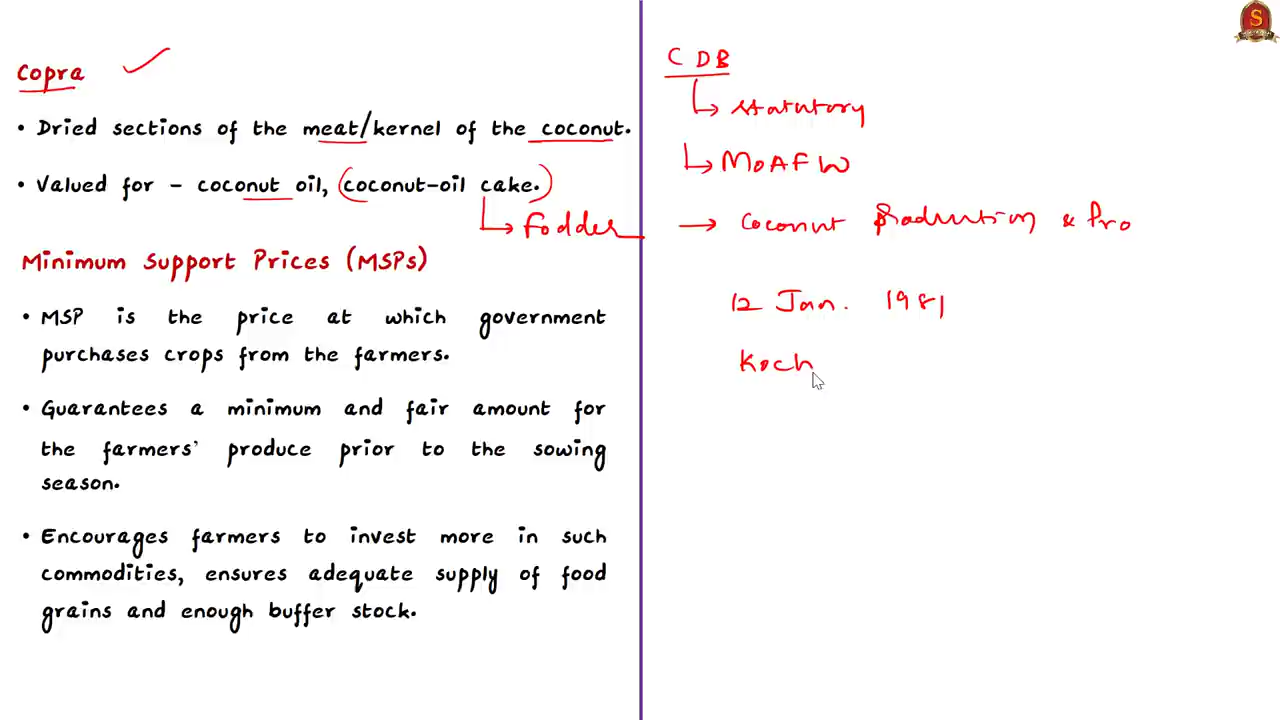 Copra
• Dried sections of the meat/kernel of the coconut.
• Valued for - coconut oil, (coconut-oil cake.)
Fodder
Minimum Support Prices (MSPs)
• MSP is the price at which government
purchases crops from the farmers.
• Guarantees a minimum and fair amount for
the farmers' produce prior to the sowing
season.
• Encourages farmers to invest more in such
commodities, ensures adequate supply of food
grains and enough buffer stock.
CDB
Statutory
MoAFW
Coconut Production & Pro
12 Jan. 1981
Koch